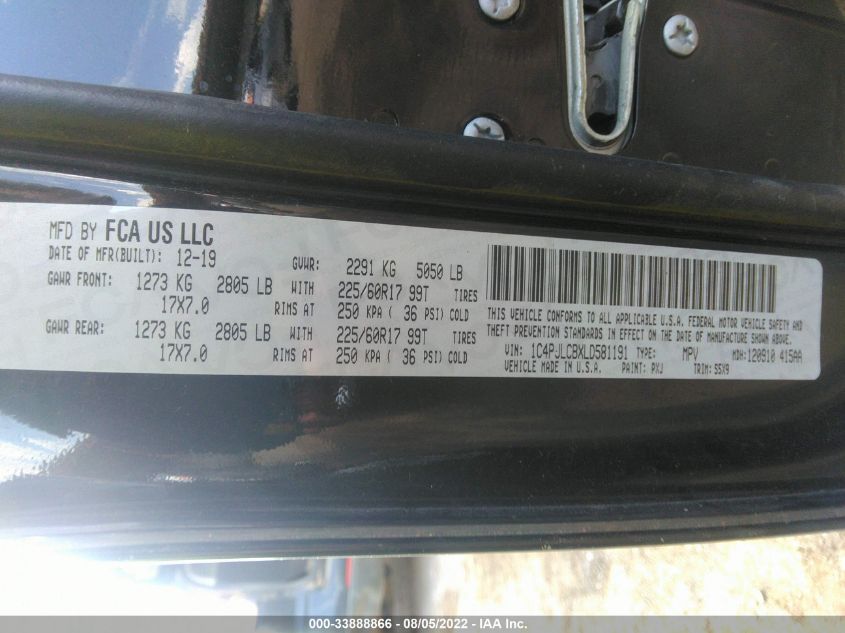 MFD BY FCA US LLC
DATE OF MFR(BUILT): 12-19 GVWR: 2291 KG 5050 LB
GAWR FRONT: 1273 KG 2805 LB WITH 225/60R17 99T TIRES
17X7.0 RIMS AT 250 KPA ( 36 PSI) COLD
GAWR REAR: 1273 KG 2805 LB WITH 225/60R17 99T TIRES
17X7.0 RIMS AT 250 KPA ( 36 PSI) COLD
THIS VEHICLE CONFORMS TO ALL APPLICABLE U.S.A. FEDERAL MOTOR VEHICLE SAFETY, BUMPER AND
THEFT PREVENTION STANDARDS IN EFFECT ON THE DATE OF MANUFACTURE SHOWN ABOVE.
VIN: 1C4PJLCBXLD581191 TYPE: MPV MDH:120910 415AA
VEHICLE MADE IN U.S.A. PAINT: PXJ TRIM: S5X9
000-33888866 - 08/05/2022 - IAA Inc.